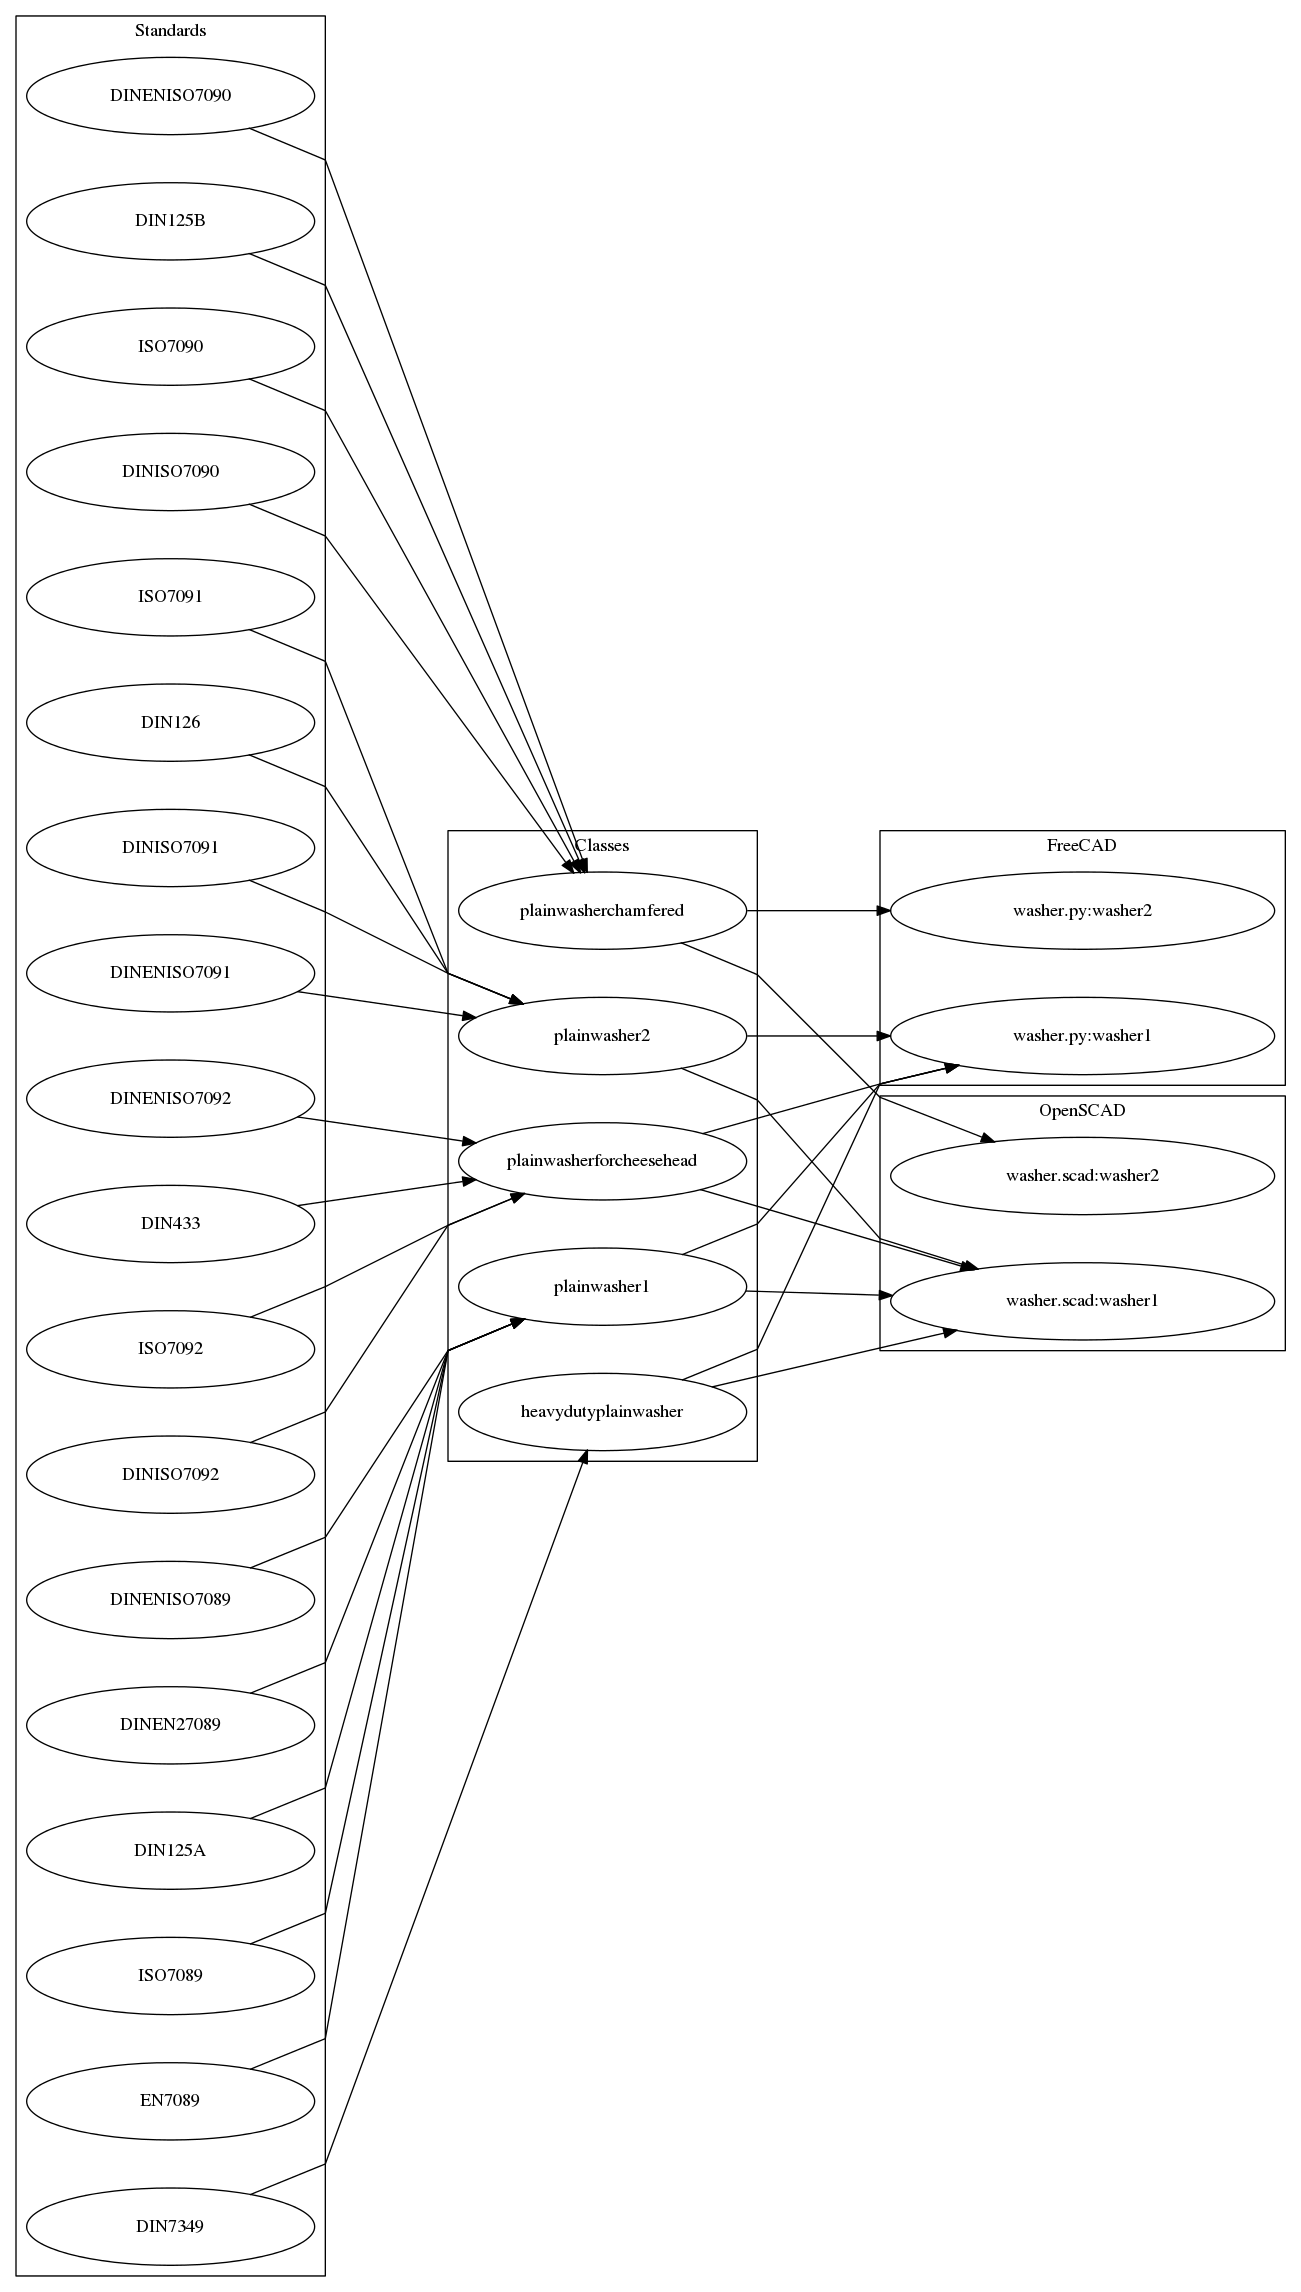 Standards
DINENISO7090
DIN125B
ISO7090
DINISO7090
ISO7091
DIN126
DINISO7091
DINENISO7091
DINENISO7092
DIN433
ISO7092
DINISO7092
DINENISO7089
DINEN27089
DIN125A
ISO7089
EN7089
DIN7349
Classes
plainwasherchamfered
plainwasher2
plainwasherforcheesehead
plainwasher1
heavydutyplainwasher
FreeCAD
washer.py:washer2
washer.py:washer1
OpenSCAD
washer.scad:washer2
washer.scad:washer1